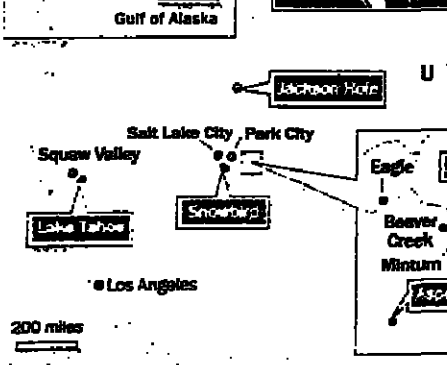 Gulf of Alaska
U
Jackson Hole
Salt Lake City
Park City
Squaw Valley
Eagle
Snowbird
Lake Tahoe
Beaver
Creek
Minturn
Los Angeles
200 miles